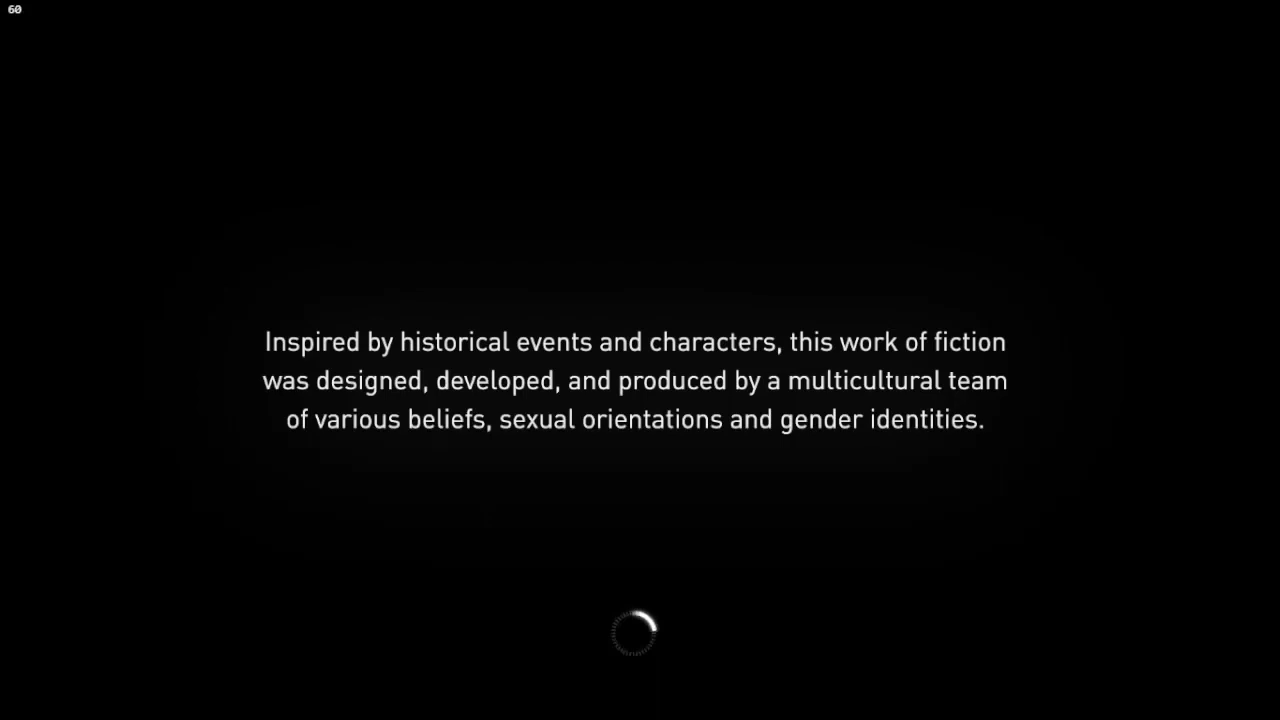 60
Inspired by historical events and characters, this work of fiction
was designed, developed, and produced by a multicultural team
of various beliefs, sexual orientations and gender identities.